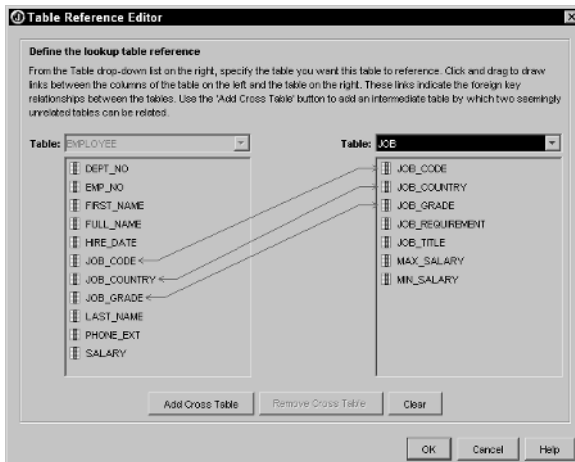 Table Reference Editor
Define the lookup table reference
From the Table drop-down list on the right, specify the table you want this table to reference. Click and drag to draw
links between the columns of the table on the left and the table on the right. These links indicate the foreign key
relationships between the tables. Use the 'Add Cross Table' button to add an intermediate table by which two seemingly
unrelated tables can be related.
Table: EMPLOYEE
DEPT_NO
EMP_NO
FIRST_NAME
FULL_NAME
HIRE_DATE
JOB_CODE
JOB_COUNTRY
JOB_GRADE
LAST_NAME
PHONE_EXT
SALARY
Table: JOB
JOB_CODE
JOB_COUNTRY
JOB_GRADE
JOB_REQUIREMENT
JOB_TITLE
MAX_SALARY
MIN_SALARY
Add Cross Table
Remove Cross Table
Clear
OK
Cancel
Help